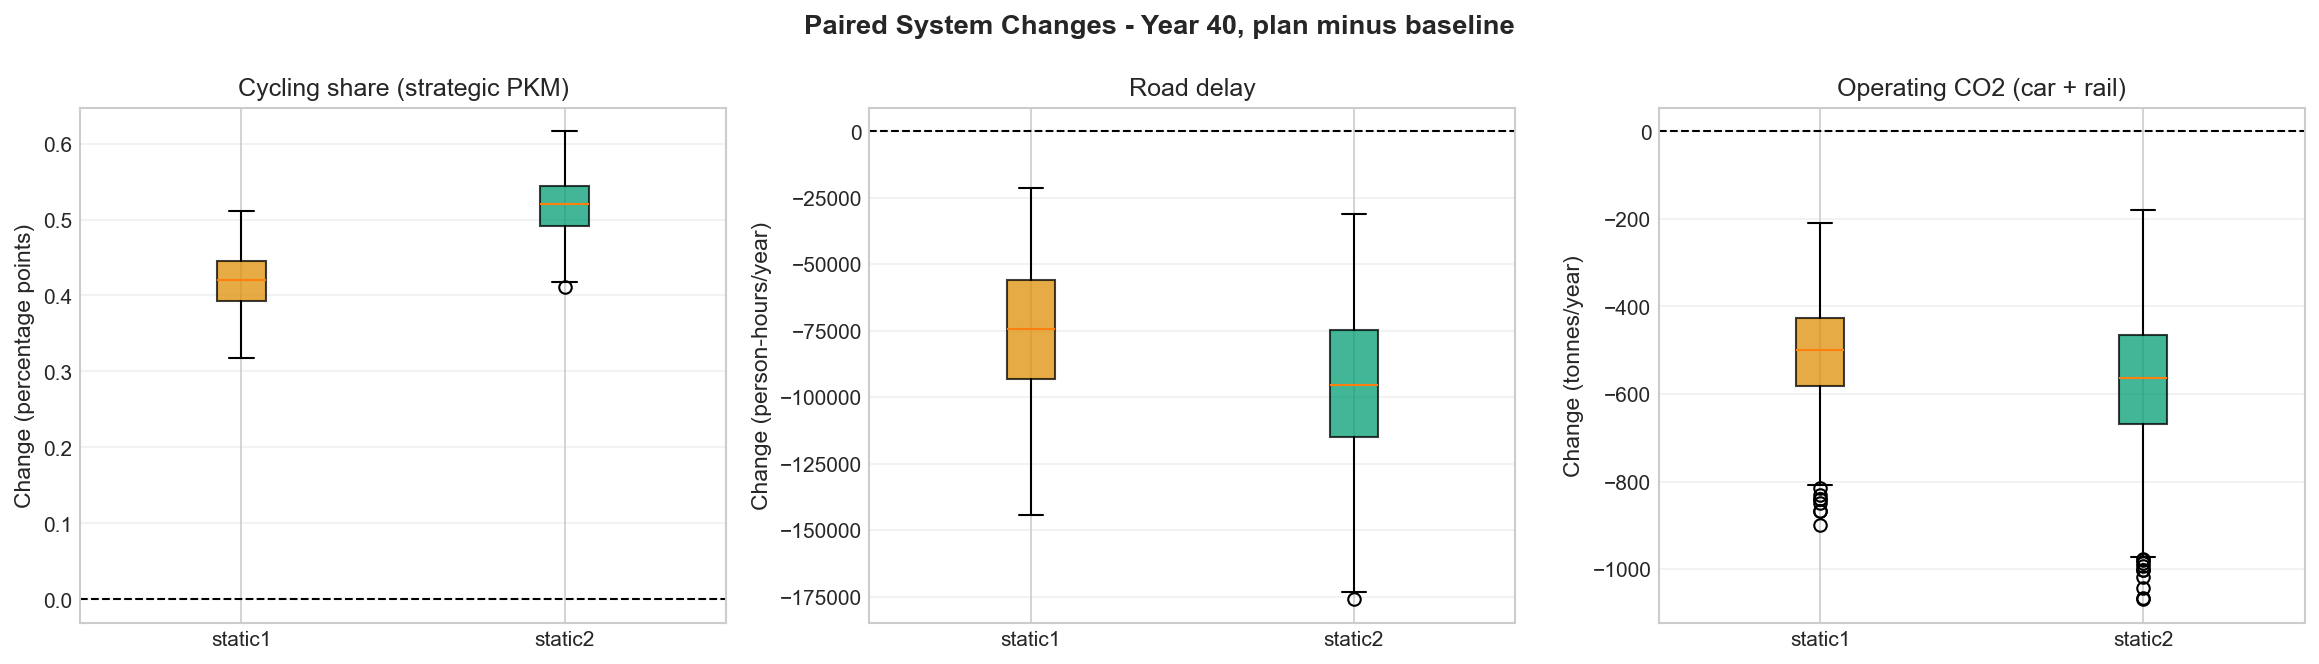 Paired System Changes - Year 40, plan minus baseline
Cycling share (strategic PKM)
Change (percentage points)
0.6
0.5
0.4
0.3
0.2
0.1
0.0
static1
static2
Road delay
Change (person-hours/year)
0
−25000
−50000
−75000
−100000
−125000
−150000
−175000
static1
static2
Operating CO2 (car + rail)
Change (tonnes/year)
0
−200
−400
−600
−800
−1000
static1
static2